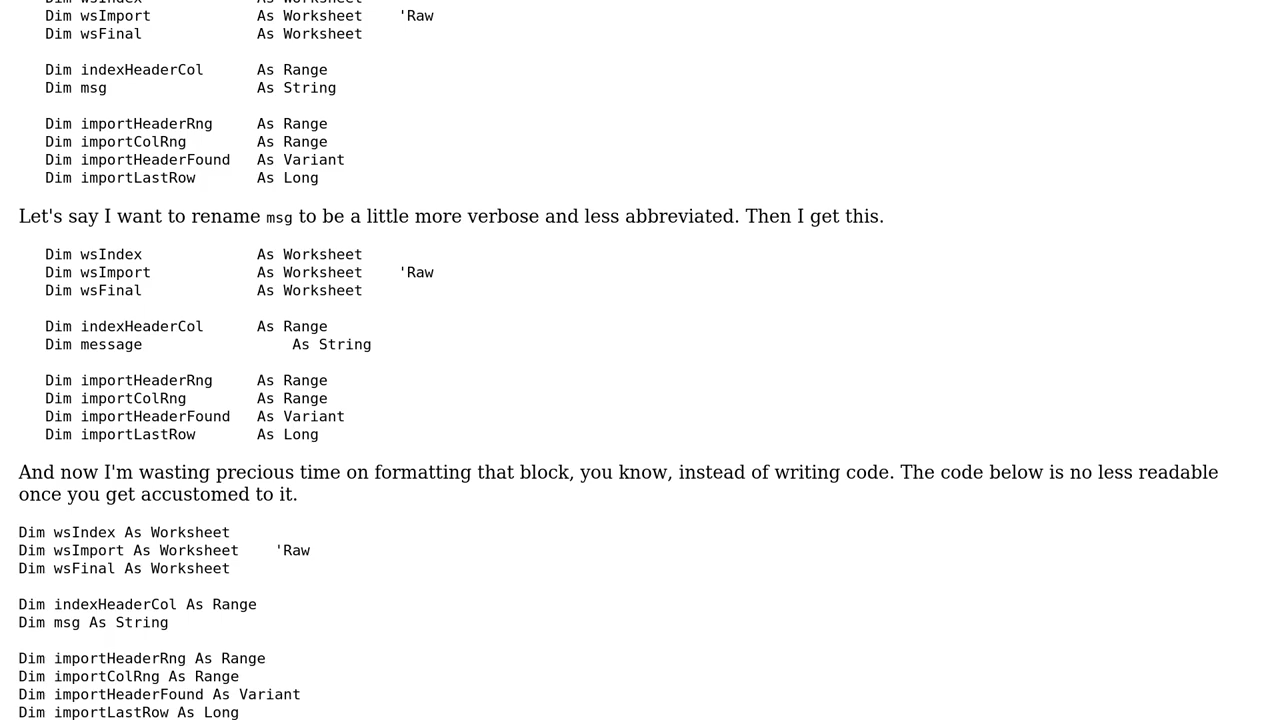 Dim wsIndex              As Worksheet
Dim wsImport            As Worksheet    'Raw
Dim wsFinal             As Worksheet
Dim indexHeaderCol      As Range
Dim msg                 As String
Dim importHeaderRng     As Range
Dim importColRng        As Range
Dim importHeaderFound   As Variant
Dim importLastRow       As Long
Let's say I want to rename msg to be a little more verbose and less abbreviated. Then I get this.
Dim wsIndex             As Worksheet
Dim wsImport            As Worksheet    'Raw
Dim wsFinal             As Worksheet
Dim indexHeaderCol      As Range
Dim message                 As String
Dim importHeaderRng     As Range
Dim importColRng        As Range
Dim importHeaderFound   As Variant
Dim importLastRow       As Long
And now I'm wasting precious time on formatting that block, you know, instead of writing code. The code below is no less readable
once you get accustomed to it.
Dim wsIndex As Worksheet
Dim wsImport As Worksheet    'Raw
Dim wsFinal As Worksheet
Dim indexHeaderCol As Range
Dim msg As String
Dim importHeaderRng As Range
Dim importColRng As Range
Dim importHeaderFound As Variant
Dim importLastRow As Long